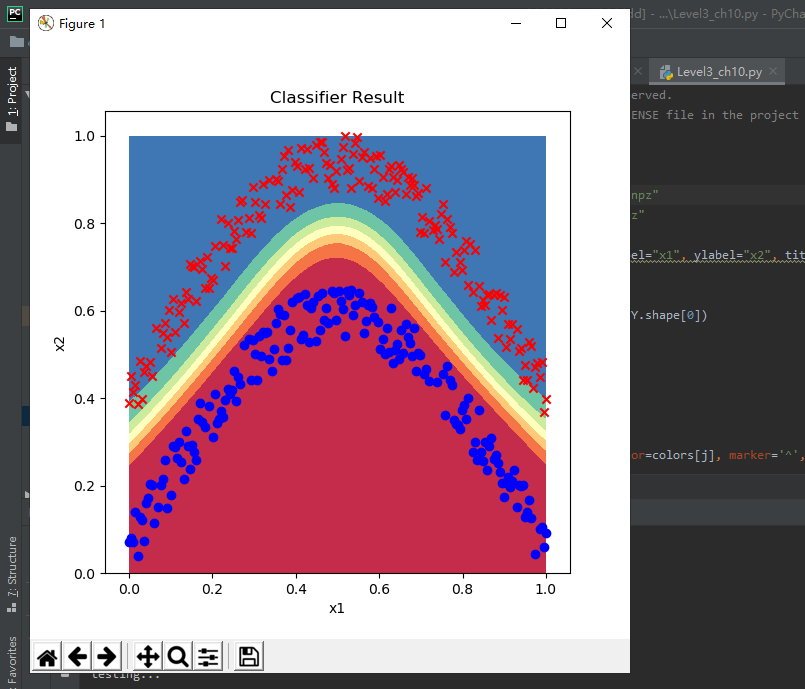 PC
Figure 1
dd] - ...\Level3_ch10.py - PyCha
1: Project
Level3_ch10.py
Classifier Result
erved.
ENSE file in the project
npz"
z"
el="x1", ylabel="x2", tit
Y.shape[0])
or=colors[j], marker='^',
1.0
0.8
0.6
0.4
0.2
0.0
x2
0.0 0.2 0.4 0.6 0.8 1.0
x1
7: Structure
Favorites
testing...